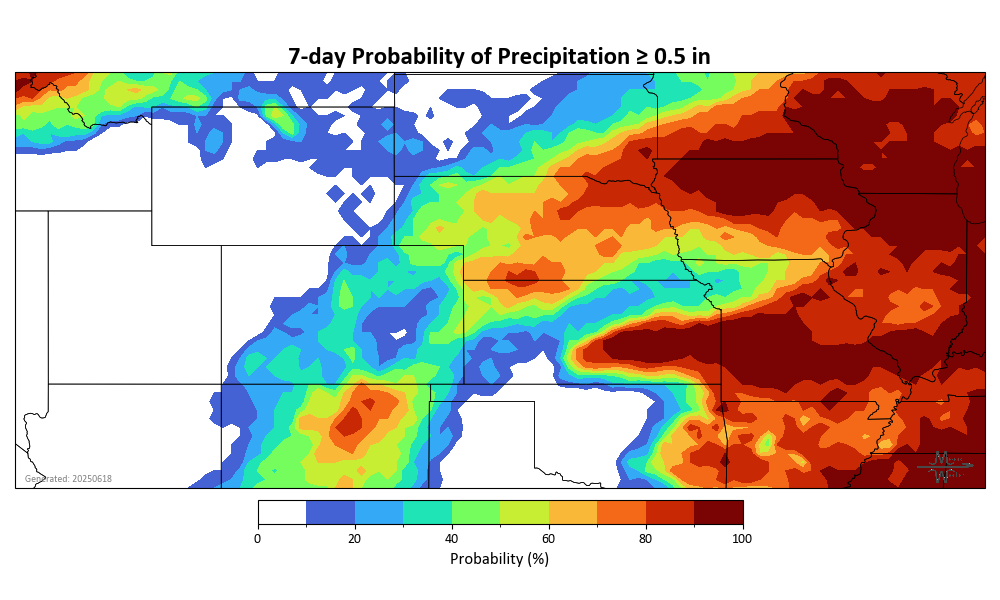 7-day Probability of Precipitation ≥ 0.5 in
Generated: 20250618
0 20 40 60 80 100
Probability (%)